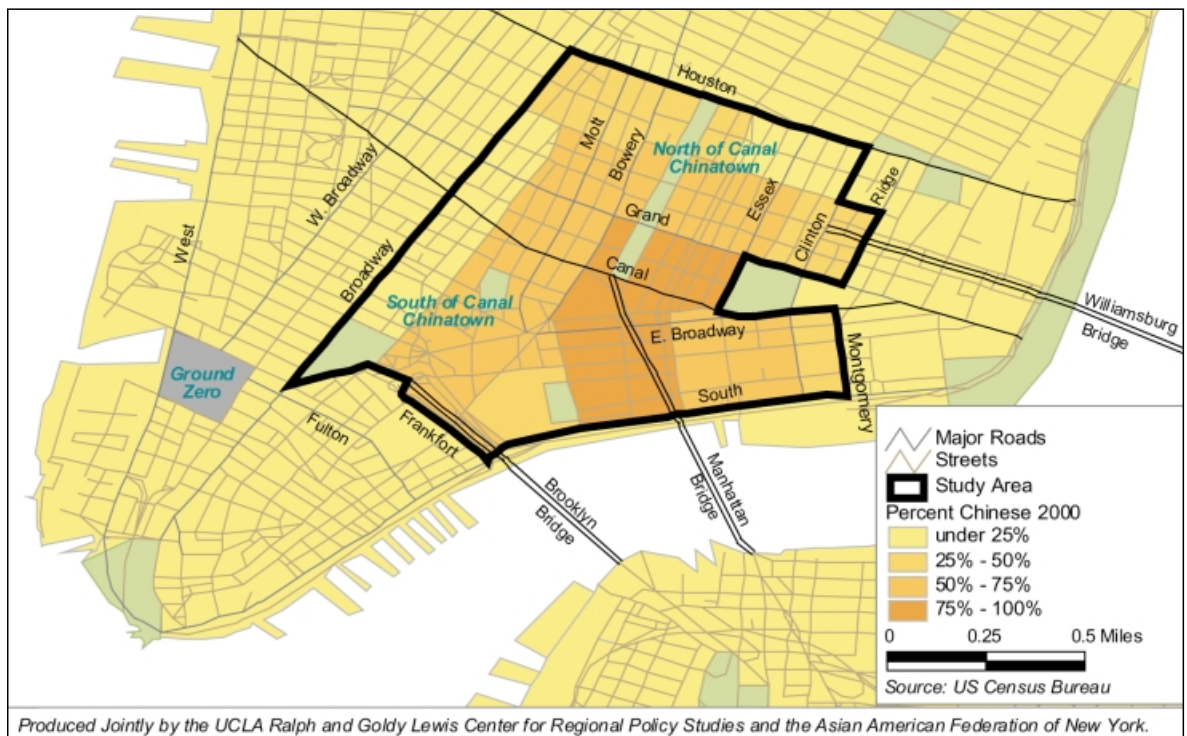 Houston
Mott
Bowery
North of Canal
Chinatown
W. Broadway
Essex
Ridge
Grand
Clinton
West
Broadway
Canal
South of Canal
Chinatown
E. Broadway
Williamsburg
Bridge
Montgomery
Ground
Zero
South
Fulton
Frankfort
Manhattan
Bridge
Brooklyn
Bridge
Major Roads
Streets
Study Area
Percent Chinese 2000
under 25%
25% - 50%
50% - 75%
75% - 100%
0 0.25 0.5 Miles
Source: US Census Bureau
Produced Jointly by the UCLA Ralph and Goldy Lewis Center for Regional Policy Studies and the Asian American Federation of New York.